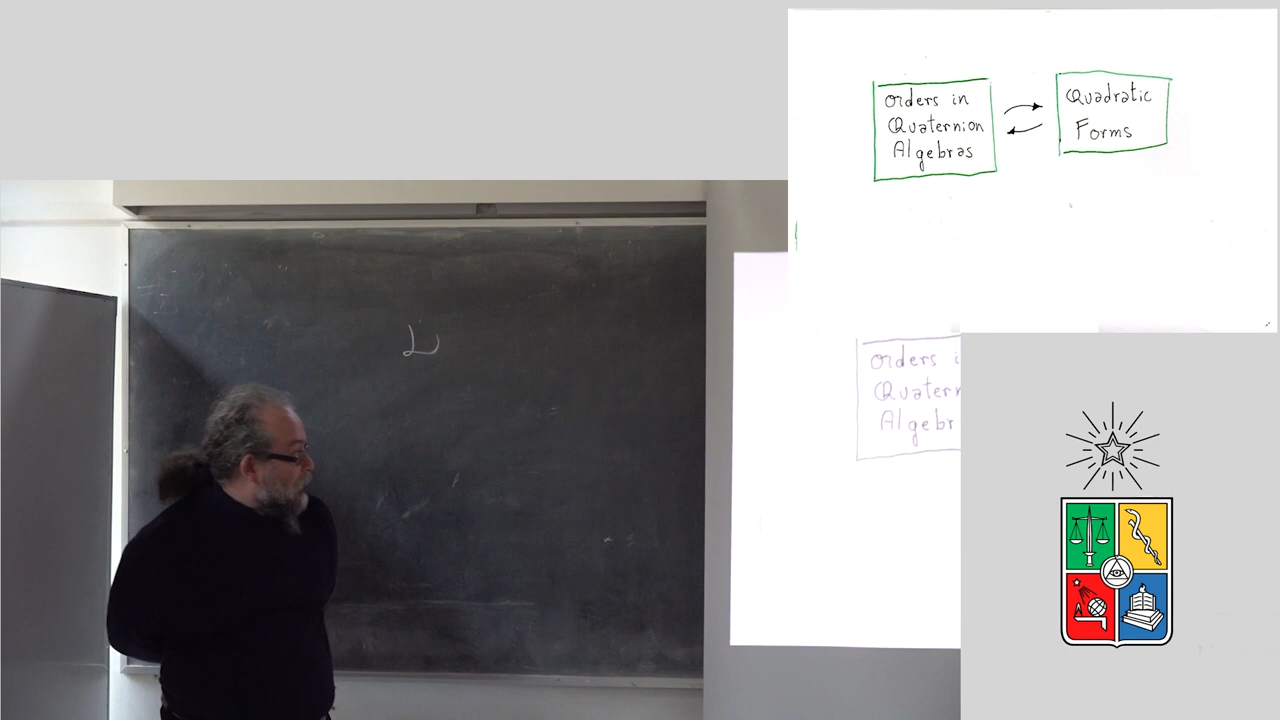 Orders in
Quaternion
Algebras
Quadratic
Forms
L
Orders i
Quatern
Algebr